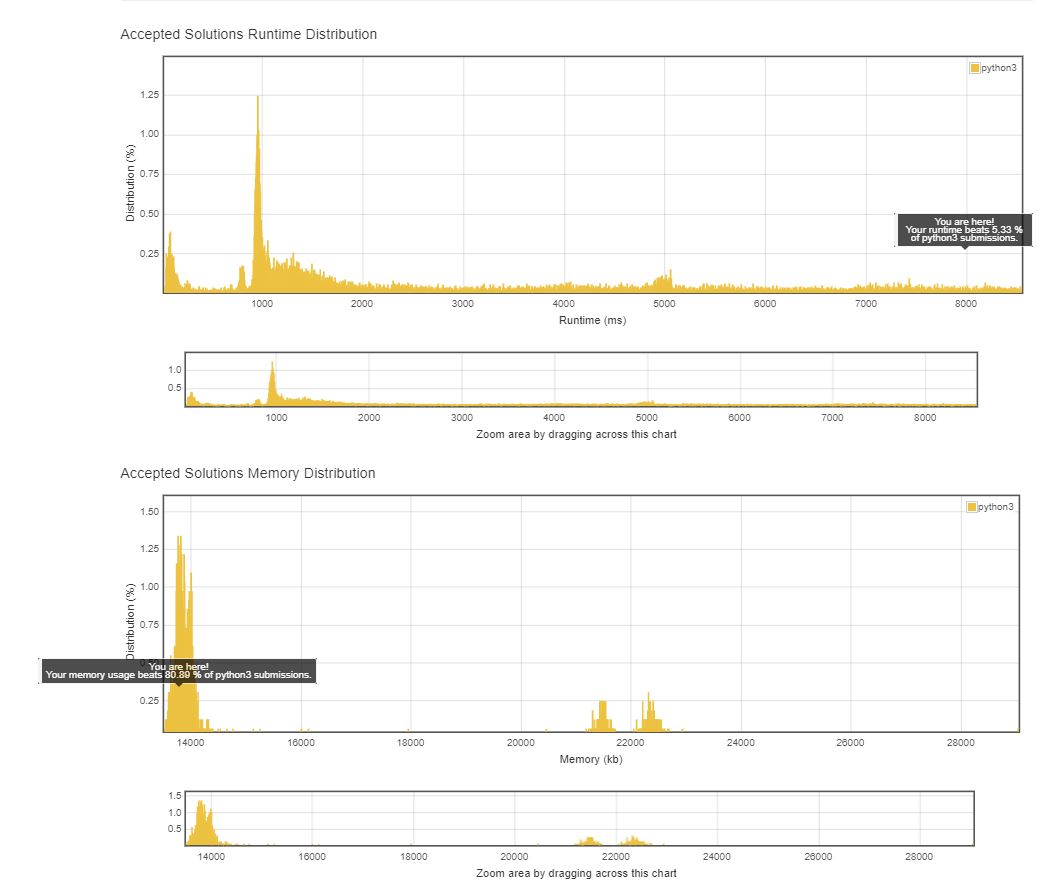 Accepted Solutions Runtime Distribution
python3
1.25
1.00
0.75
0.50
0.25
Distribution (%)
You are here!
Your runtime beats 5.33 %
of python3 submissions.
1000 2000 3000 4000 5000 6000 7000 8000
Runtime (ms)
1.0
0.5
1000 2000 3000 4000 5000 6000 7000 8000
Zoom area by dragging across this chart
Accepted Solutions Memory Distribution
python3
1.50
1.25
1.00
0.75
0.50
0.25
Distribution (%)
You are here!
Your memory usage beats 80.89 % of python3 submissions.
14000 16000 18000 20000 22000 24000 26000 28000
Memory (kb)
1.5
1.0
0.5
14000 16000 18000 20000 22000 24000 26000 28000
Zoom area by dragging across this chart